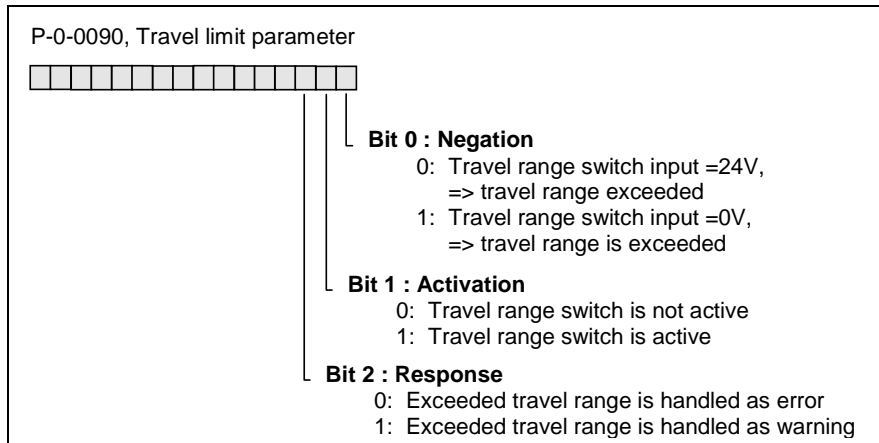 P-0-0090, Travel limit parameter
Bit 0 : Negation
0: Travel range switch input =24V,
=> travel range exceeded
1: Travel range switch input =0V,
=> travel range is exceeded
Bit 1 : Activation
0: Travel range switch is not active
1: Travel range switch is active
Bit 2 : Response
0: Exceeded travel range is handled as error
1: Exceeded travel range is handled as warning